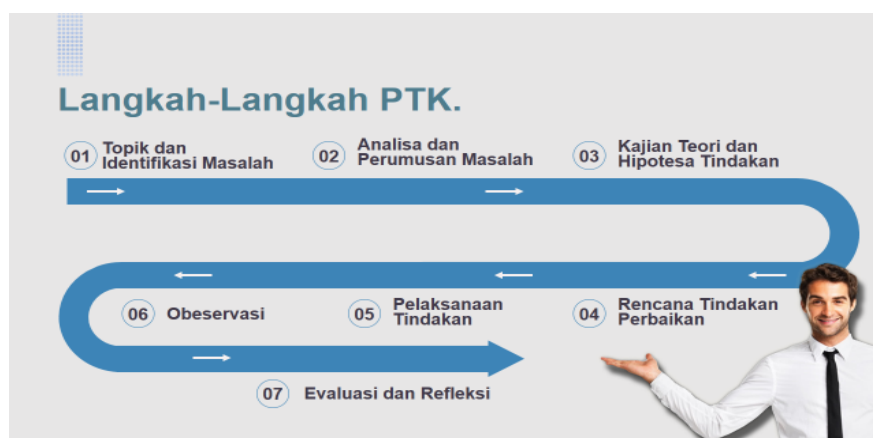 Langkah-Langkah PTK.
01 Topik dan
Identifikasi Masalah
02 Analisa dan
Perumusan Masalah
03 Kajian Teori dan
Hipotesa Tindakan
04 Rencana Tindakan
Perbaikan
05 Pelaksanaan
Tindakan
06 Obeservasi
07 Evaluasi dan Refleksi